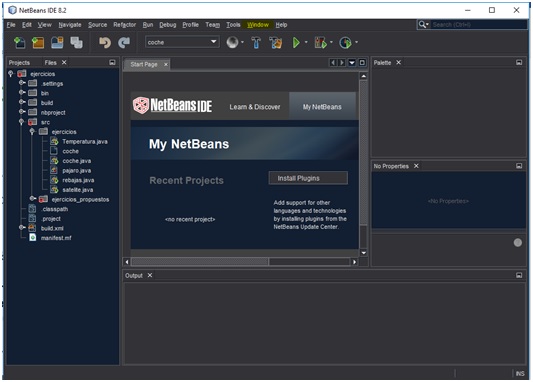 NetBeans IDE 8.2
File Edit View Navigate Source Refactor Run Debug Profile Team Tools Window Help
Search (Ctrl+I)
coche
Projects Files
ejercicios
.settings
bin
build
nbproject
src
ejercicios
Temperatura.java
coche
coche.java
pajaro.java
rebajas.java
satelite.java
ejercicios_propuestos
.classpath
.project
build.xml
manifest.mf
Start Page
NetBeans IDE
Learn & Discover
My NetBeans
My NetBeans
Recent Projects
<no recent project>
Install Plugins
Add support for other
languages and technologies
by installing plugins from the
NetBeans Update Center.
Palette
No Properties
<No Properties>
Output
INS